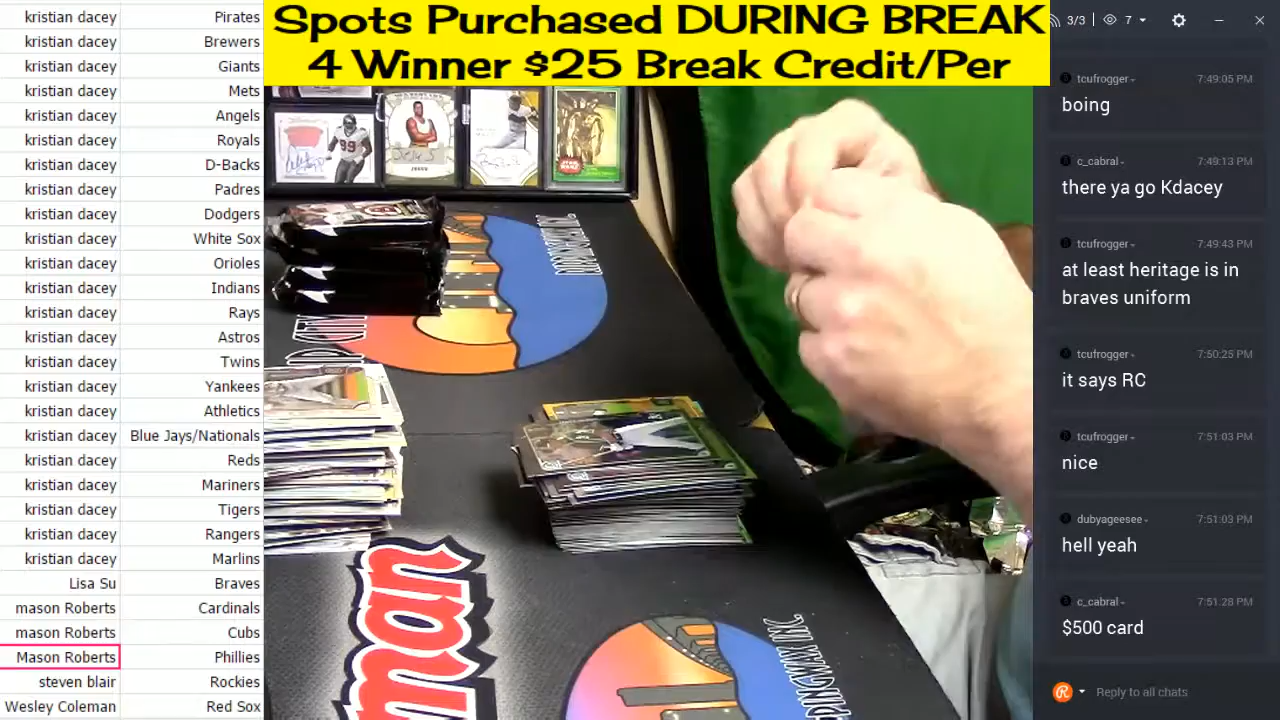 Spots Purchased DURING BREAK
4 Winner $25 Break Credit/Per
kristian dacey Pirates
kristian dacey Brewers
kristian dacey Giants
kristian dacey Mets
kristian dacey Angels
kristian dacey Royals
kristian dacey D-Backs
kristian dacey Padres
kristian dacey Dodgers
kristian dacey White Sox
kristian dacey Orioles
kristian dacey Indians
kristian dacey Rays
kristian dacey Astros
kristian dacey Twins
kristian dacey Yankees
kristian dacey Athletics
kristian dacey Blue Jays/Nationals
kristian dacey Reds
kristian dacey Mariners
kristian dacey Tigers
kristian dacey Rangers
kristian dacey Marlins
Lisa Su Braves
mason Roberts Cardinals
mason Roberts Cubs
Mason Roberts Phillies
steven blair Rockies
Wesley Coleman Red Sox
99
STAR WARS
3/3 7
tcufrogger 7:49:05 PM
boing
c_cabral 7:49:13 PM
there ya go Kdacey
tcufrogger 7:49:43 PM
at least heritage is in
braves uniform
tcufrogger 7:50:25 PM
it says RC
tcufrogger 7:51:03 PM
nice
dubyageesee 7:51:03 PM
hell yeah
c_cabral 7:51:28 PM
$500 card
Reply to all chats